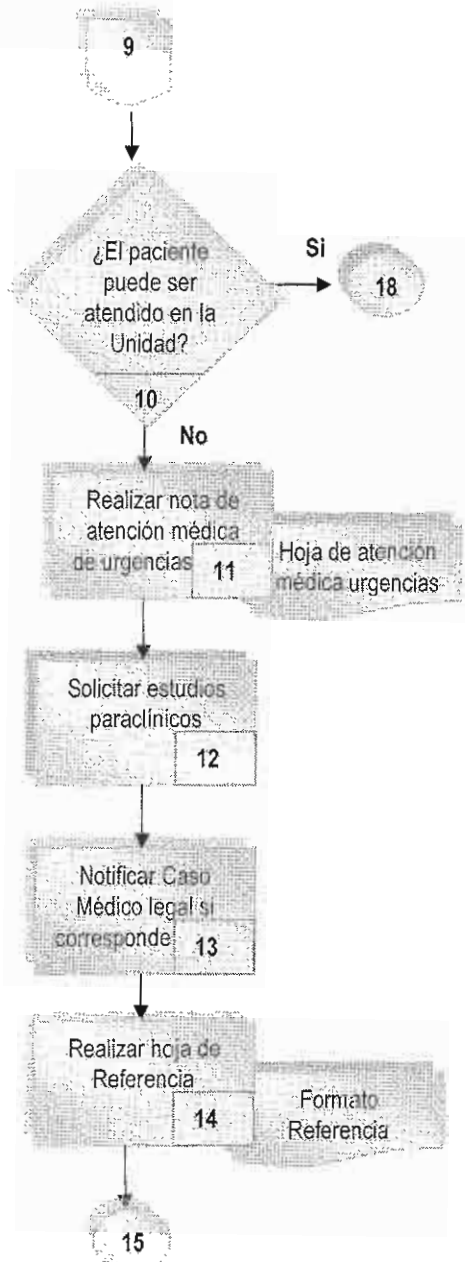 9
¿El paciente
puede ser
atendido en la
Unidad?
10
Si
18
No
Realizar nota de
atención médica
de urgencias
11
Hoja de atención
médica urgencias
Solicitar estudios
paraclínicos
12
Notificar Caso
Médico legal si
corresponde
13
Realizar hoja de
Referencia
14
Formato
Referencia
15